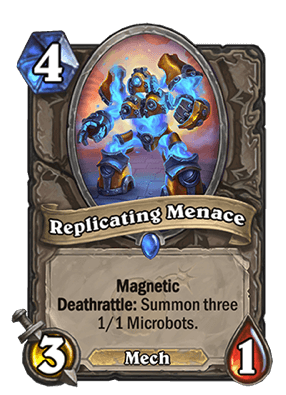 4
Replicating Menace
Magnetic
Deathrattle: Summon three
1/1 Microbots.
3
Mech
1